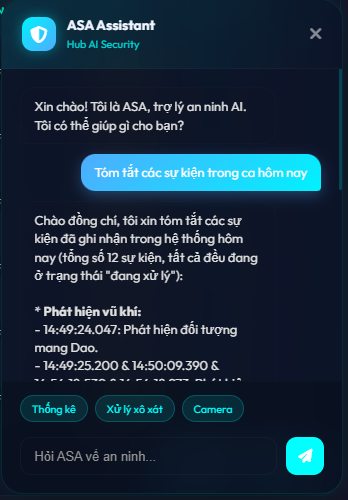 ASA Assistant
Hub AI Security
Xin chào! Tôi là ASA, trợ lý an ninh AI.
Tôi có thể giúp gì cho bạn?
Tóm tắt các sự kiện trong ca hôm nay
Chào đồng chí, tôi xin tóm tắt các sự
kiện đã ghi nhận trong hệ thống hôm
nay (tổng số 12 sự kiện, tất cả đều đang
ở trạng thái "đang xử lý"):
* Phát hiện vũ khí:
- 14:49:24.047: Phát hiện đối tượng
mang Dao.
- 14:49:25.200 & 14:50:09.390 &
Thống kê
Xử lý xô xát
Camera
Hỏi ASA về an ninh...